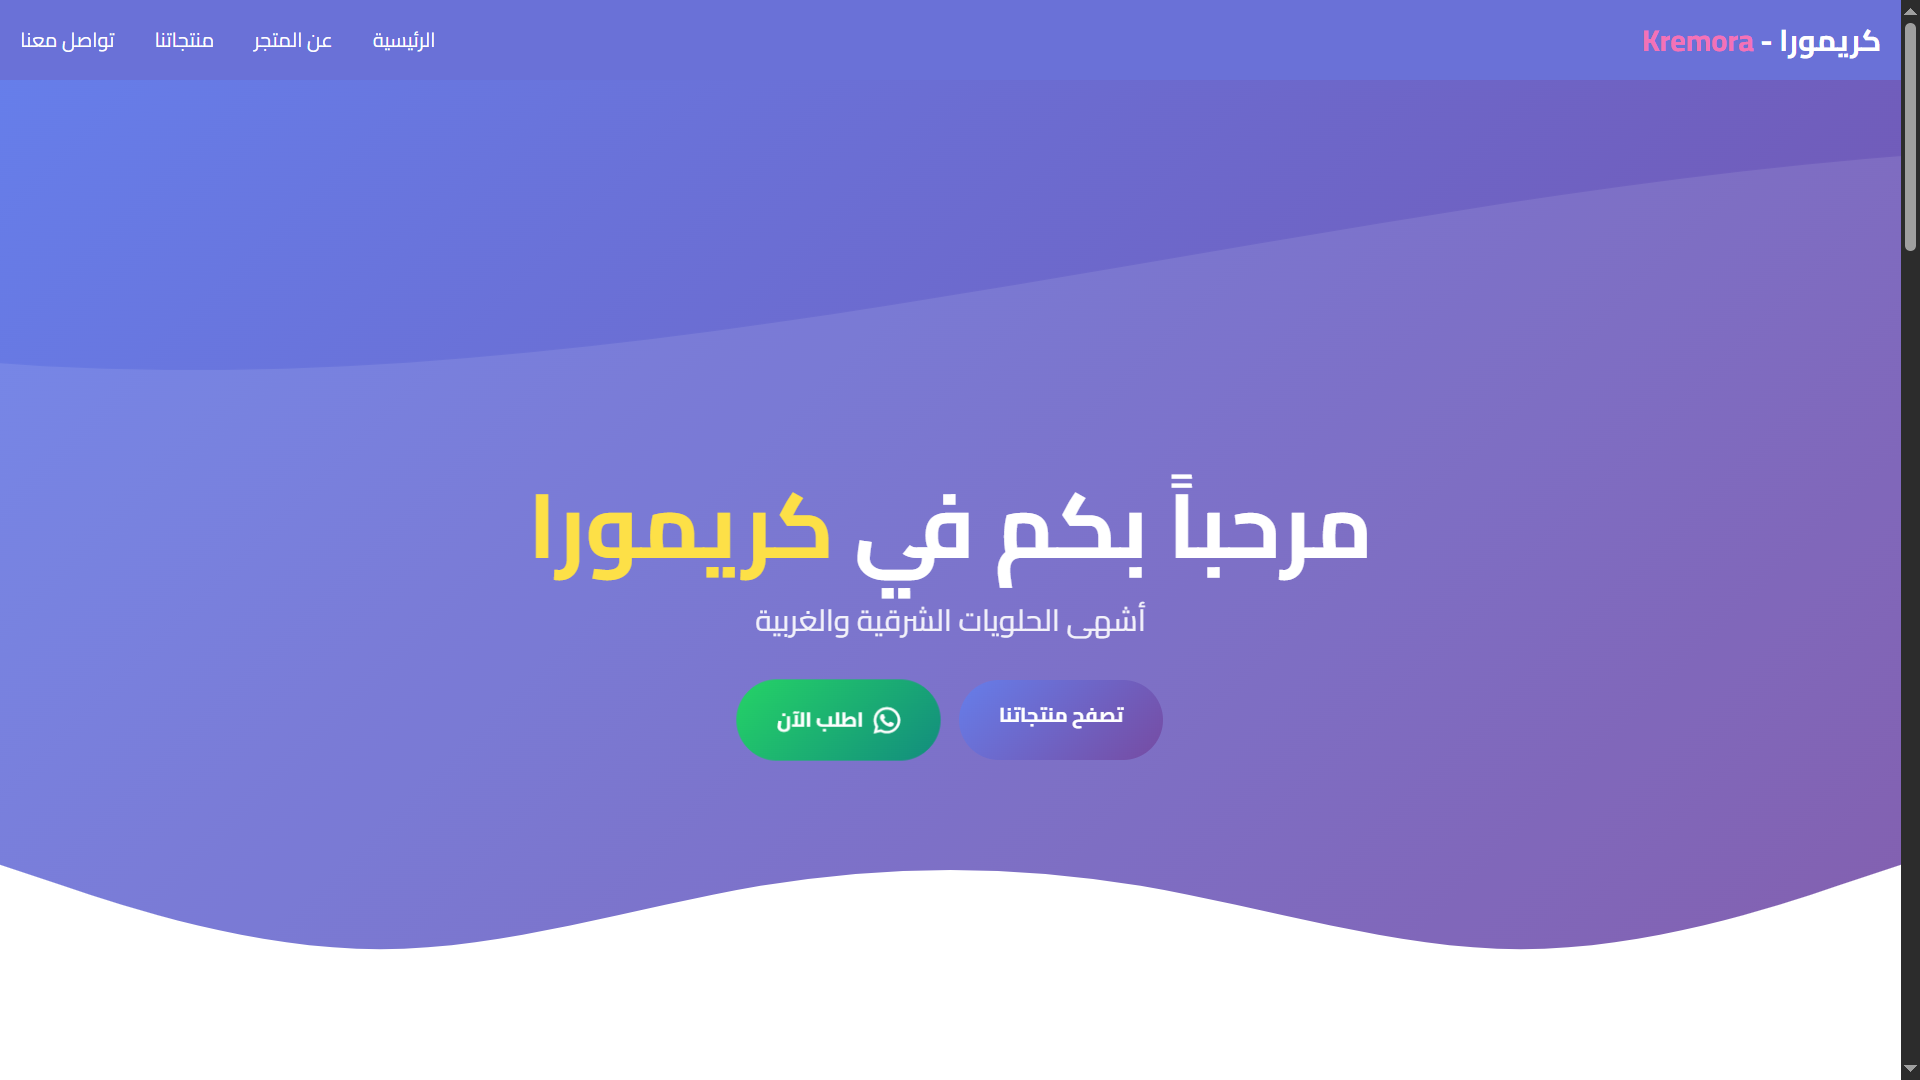 كريمورا - Kremora
الرئيسية
عن المتجر
منتجاتنا
تواصل معنا
مرحباً بكم في كريمورا
أشهى الحلويات الشرقية والغربية
تصفح منتجاتنا
اطلب الآن